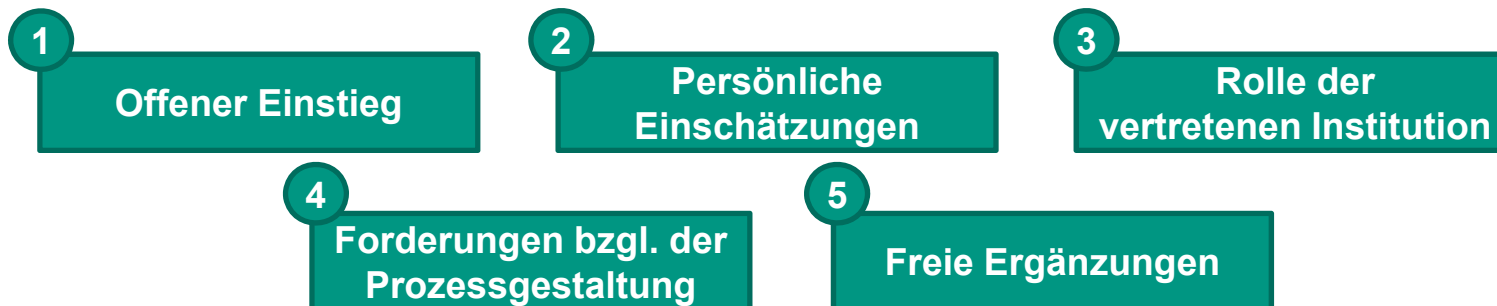 1
Offener Einstieg
2
Persönliche
Einschätzungen
3
Rolle der
vertretenen Institution
4
Forderungen bzgl. der
Prozessgestaltung
5
Freie Ergänzungen